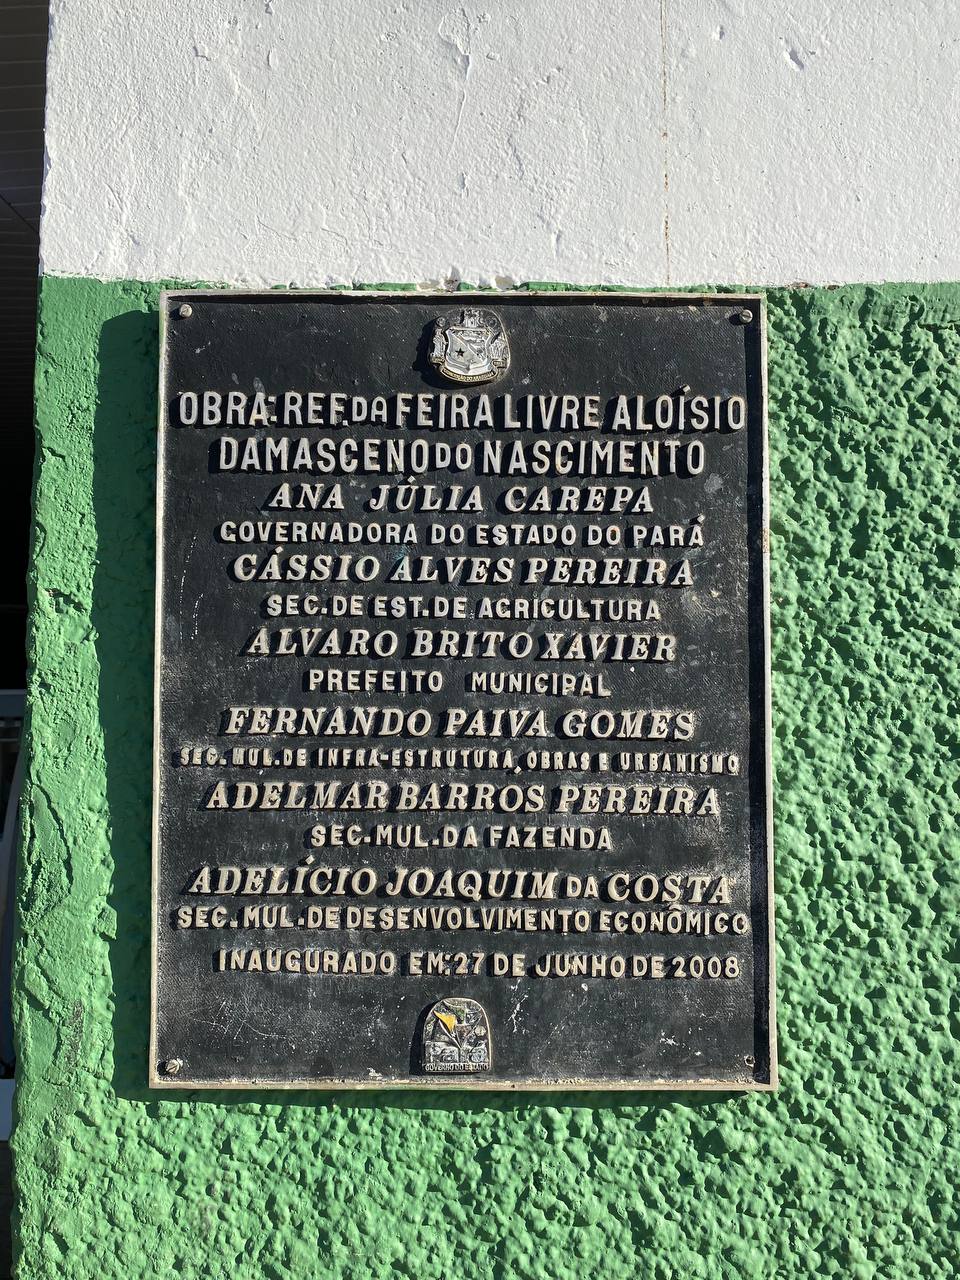 OBRA: REF. DA FEIRA LIVRE ALOÍSIO
DAMASCENO DO NASCIMENTO
ANA JÚLIA CAREPA
GOVERNADORA DO ESTADO DO PARÁ
CÁSSIO ALVES PEREIRA
SEC. DE EST. DE AGRICULTURA
ALVARO BRITO XAVIER
PREFEITO MUNICIPAL
FERNANDO PAIVA GOMES
SEC. MUL. DE INFRA-ESTRUTURA, OBRAS E URBANISMO
ADELMAR BARROS PEREIRA
SEC. MUL. DA FAZENDA
ADELÍCIO JOAQUIM DA COSTA
SEC. MUL. DE DESENVOLVIMENTO ECONÔMICO
INAUGURADO EM: 27 DE JUNHO DE 2008
GOVERNO DO ESTADO